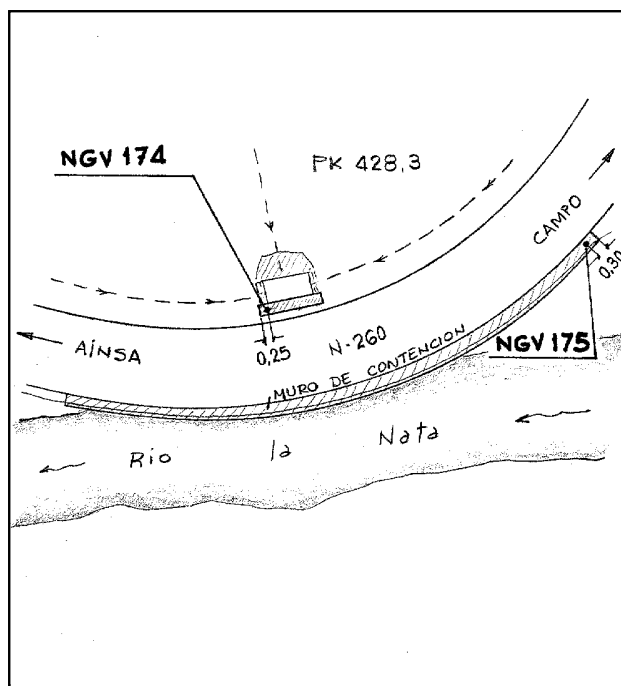 NGV 174
PK 428,3
CAMPO
0,30
AÍNSA
0,25
N-260
NGV 175
MURO DE CONTENCION
Rio la Nata